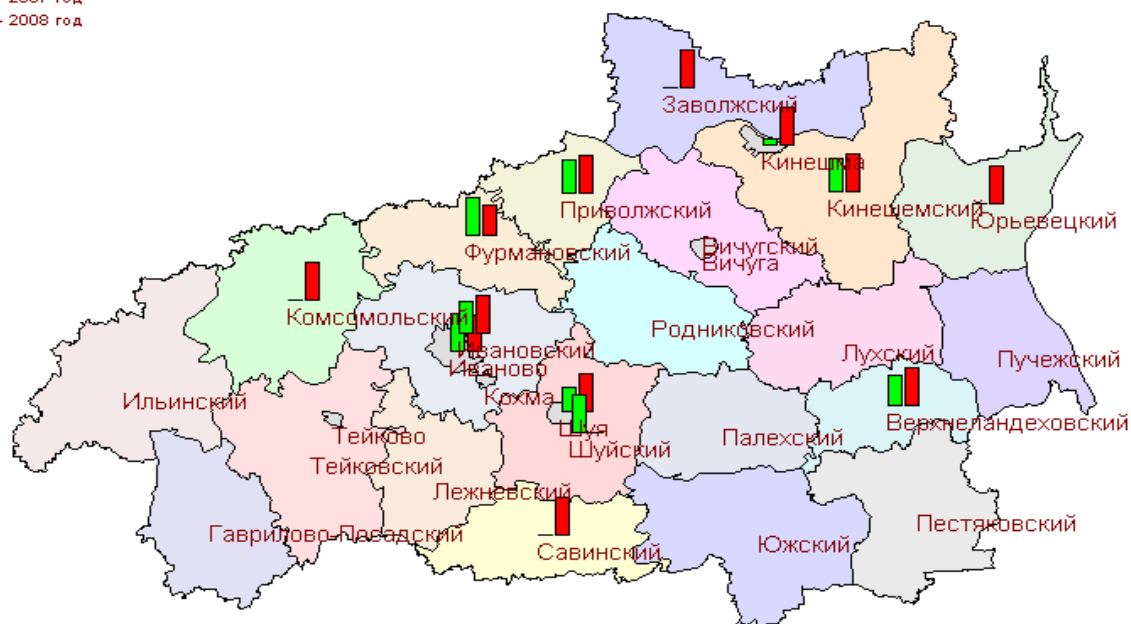 - 2008 год
Заволжский
Кинешма
Приволжский
Кинешемский
Юрьевецкий
Фурмановский
Вичугский
Вичуга
Комсомольский
Родниковский
Ивановский
Иваново
Лухский
Пучежский
Ильинский
Кохма
Шуя
Верхнеландеховский
Тейково
Шуйский
Палехский
Тейковский
Лежневский
Гаврилово-Посадский
Савинский
Южский
Пестяковский